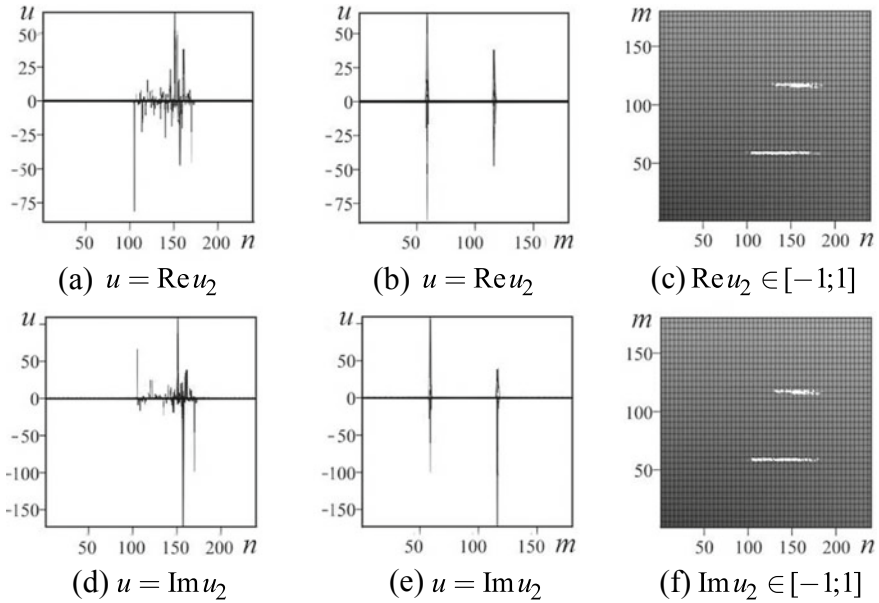 u
50
25
0
-25
-50
-75
50 100 150 200 n
(a) u = Re u₂
u
50
25
0
-25
-50
-75
50 100 150 m
(b) u = Re u₂
m
150
100
50
50 100 150 200 n
(c) Re u₂ ∈ [−1;1]
u
50
0
-50
-100
-150
50 100 150 200 n
(d) u = Im u₂
u
50
0
-50
-100
-150
50 100 150 m
(e) u = Im u₂
m
150
100
50
50 100 150 200 n
(f) Im u₂ ∈ [−1;1]